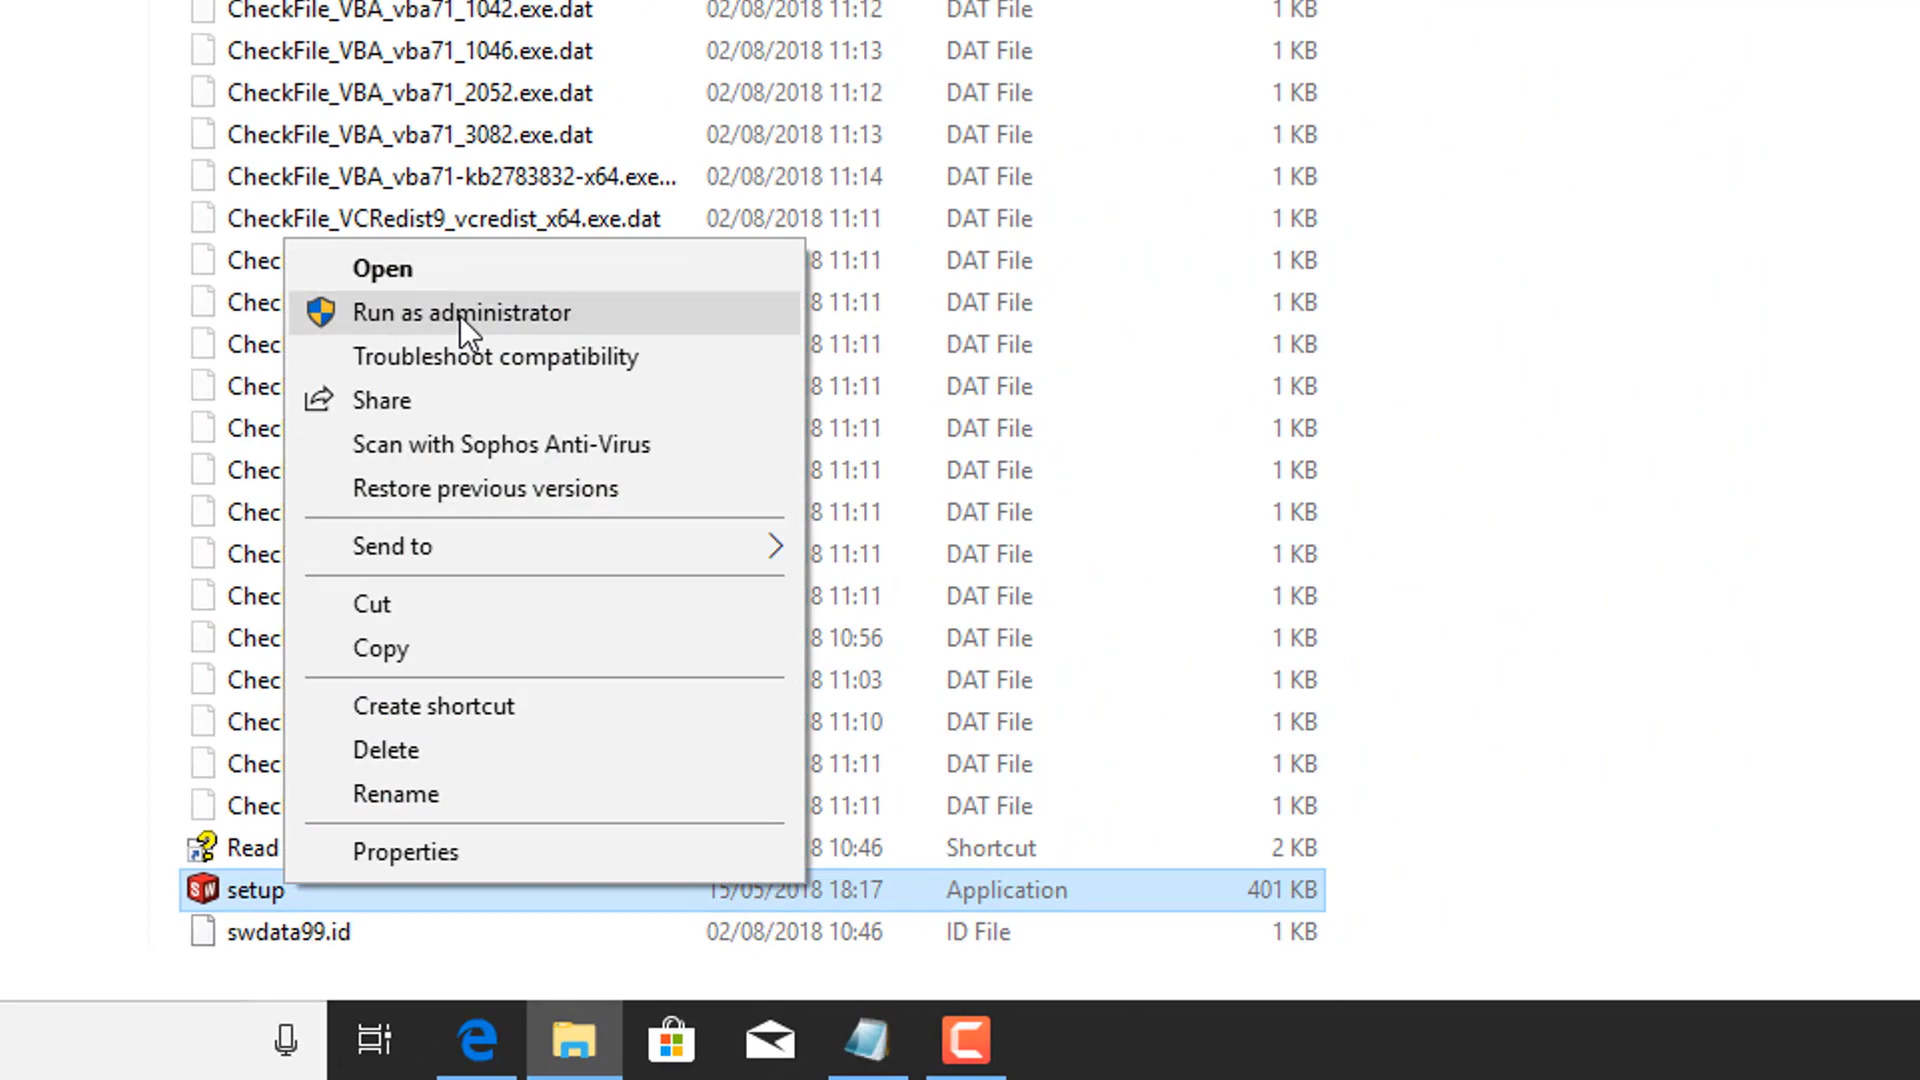 CheckFile_VBA_vba71_1042.exe.dat 02/08/2018 11:12 DAT File 1 KB
CheckFile_VBA_vba71_1046.exe.dat 02/08/2018 11:13 DAT File 1 KB
CheckFile_VBA_vba71_2052.exe.dat 02/08/2018 11:12 DAT File 1 KB
CheckFile_VBA_vba71_3082.exe.dat 02/08/2018 11:13 DAT File 1 KB
CheckFile_VBA_vba71-kb2783832-x64.exe... 02/08/2018 11:14 DAT File 1 KB
CheckFile_VCRedist9_vcredist_x64.exe.dat 02/08/2018 11:11 DAT File 1 KB
Chec 8 11:11 DAT File 1 KB
Chec 8 11:11 DAT File 1 KB
Chec 8 11:11 DAT File 1 KB
Chec 8 11:11 DAT File 1 KB
Chec 8 11:11 DAT File 1 KB
Chec 8 11:11 DAT File 1 KB
Chec 8 11:11 DAT File 1 KB
Chec 8 11:11 DAT File 1 KB
Chec 8 11:11 DAT File 1 KB
Chec 8 10:56 DAT File 1 KB
Chec 8 11:03 DAT File 1 KB
Chec 8 11:10 DAT File 1 KB
Chec 8 11:11 DAT File 1 KB
Chec 8 11:11 DAT File 1 KB
Read 8 10:46 Shortcut 2 KB
setup 15/05/2018 18:17 Application 401 KB
swdata99.id 02/08/2018 10:46 ID File 1 KB
Open
Run as administrator
Troubleshoot compatibility
Share
Scan with Sophos Anti-Virus
Restore previous versions
Send to
Cut
Copy
Create shortcut
Delete
Rename
Properties
SW